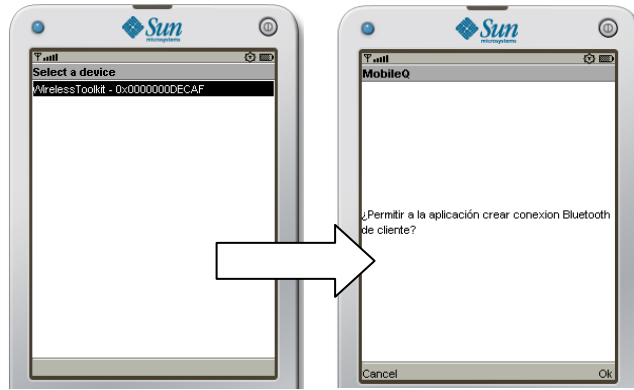 Sun
microsystems
Select a device
WirelessToolkit - 0x0000000DECAF
Sun
microsystems
MobileQ
¿Permitir a la aplicación crear conexion Bluetooth
de cliente?
Cancel Ok